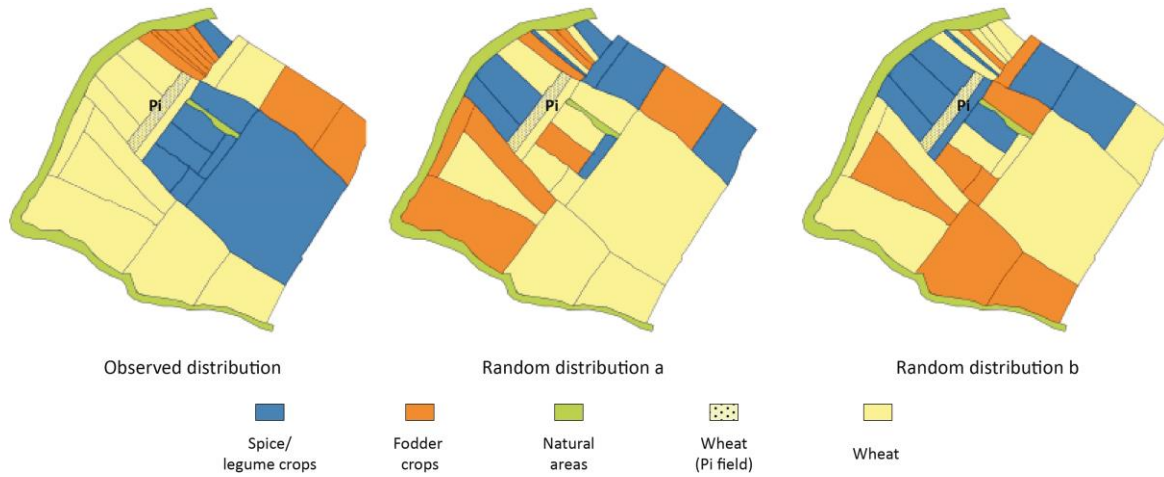 Pi
Pi
Pi
Observed distribution
Random distribution a
Random distribution b
Spice/
legume crops
Fodder
crops
Natural
areas
Wheat
(Pi field)
Wheat